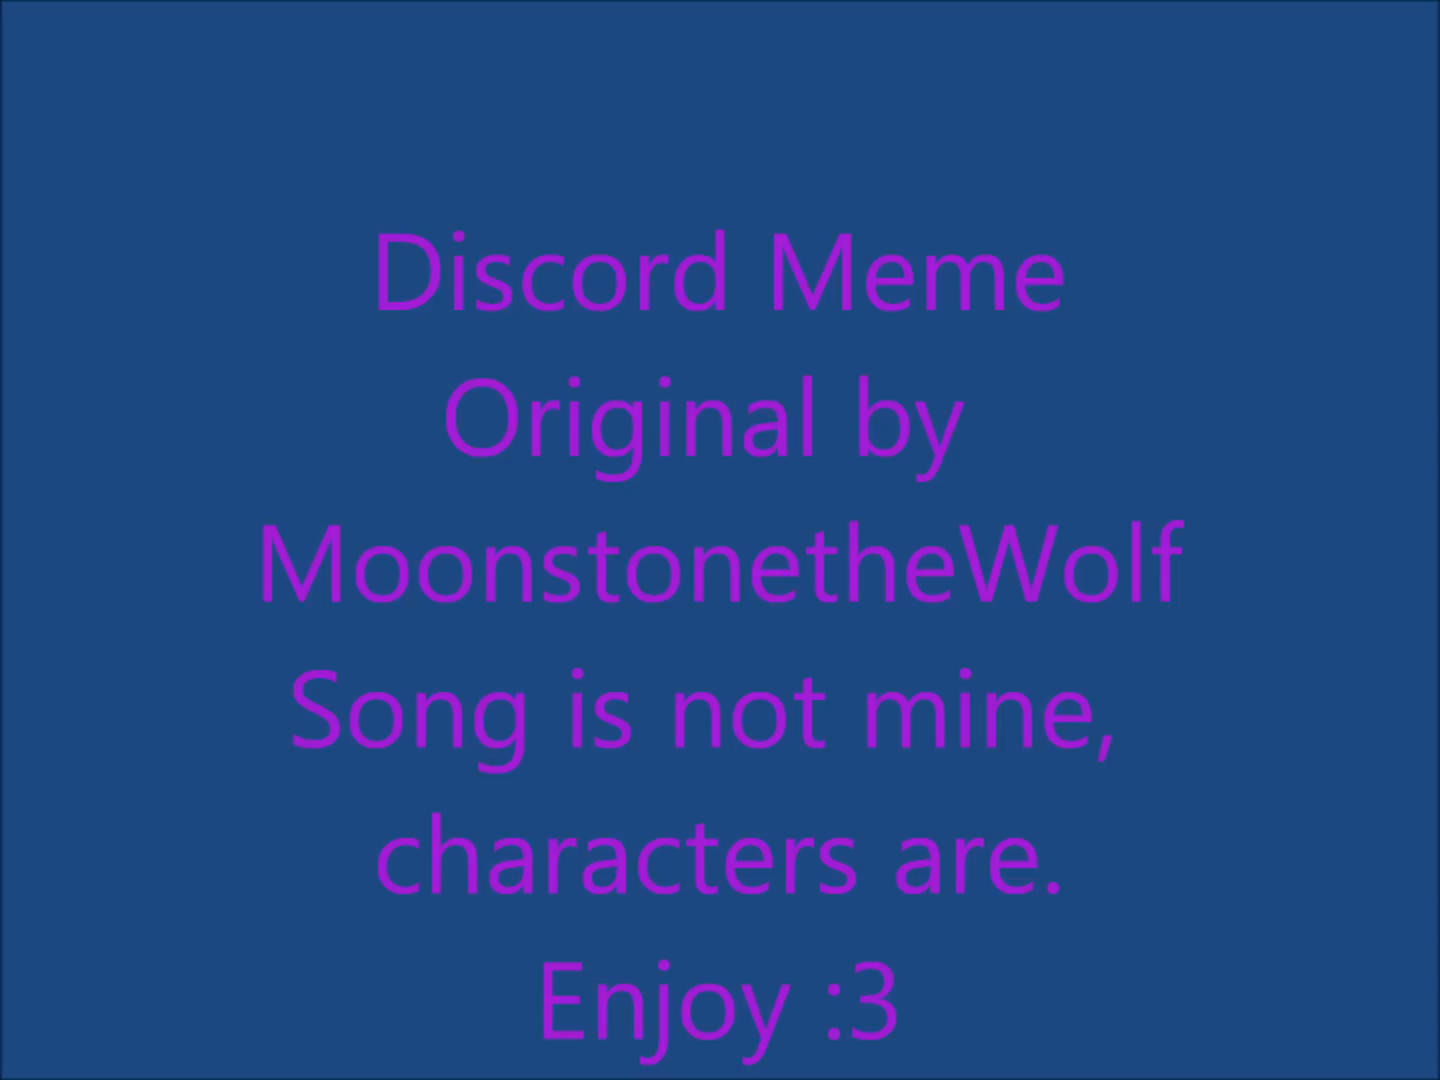 Discord Meme
Original by
MoonstonetheWolf
Song is not mine,
characters are.
Enjoy :3